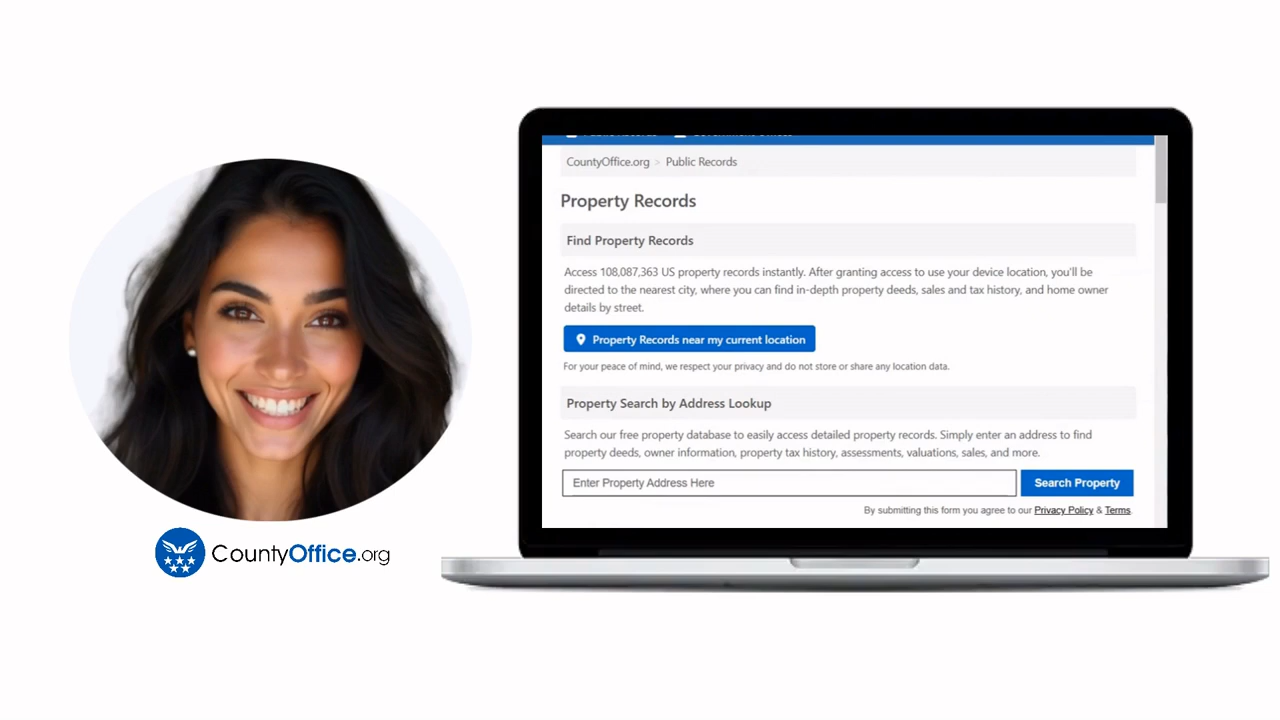 Public Records Government Offices
CountyOffice.org > Public Records
Property Records
Find Property Records
Access 108,087,363 US property records instantly. After granting access to use your device location, you'll be
directed to the nearest city, where you can find in-depth property deeds, sales and tax history, and home owner
details by street.
Property Records near my current location
For your peace of mind, we respect your privacy and do not store or share any location data.
Property Search by Address Lookup
Search our free property database to easily access detailed property records. Simply enter an address to find
property deeds, owner information, property tax history, assessments, valuations, sales, and more.
Enter Property Address Here
Search Property
By submitting this form you agree to our Privacy Policy & Terms.
CountyOffice.org